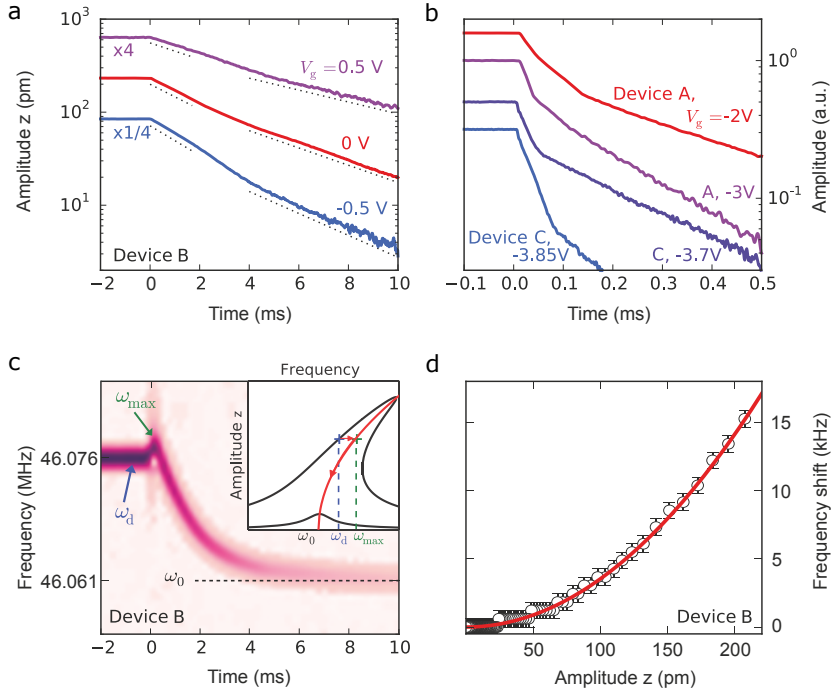 a
Amplitude z (pm)
10³
10²
10¹
x4
x1/4
V_g = 0.5 V
0 V
-0.5 V
Device B
−2 0 2 4 6 8 10
Time (ms)
b
Device A,
V_g= -2V
A, -3V
Device C,
-3.85V
C, -3.7V
10⁰
10⁻¹
Amplitude (a.u.)
−0.1 0.0 0.1 0.2 0.3 0.4 0.5
Time (ms)
c
Frequency (MHz)
46.076
46.061
ω_max
ω_d
ω₀
Device B
−2 0 2 4 6 8 10
Time (ms)
Frequency
Amplitude z
ω₀ ω_d ω_max
d
15
10
5
0
Frequency shift (kHz)
Device B
50 100 150 200
Amplitude z (pm)